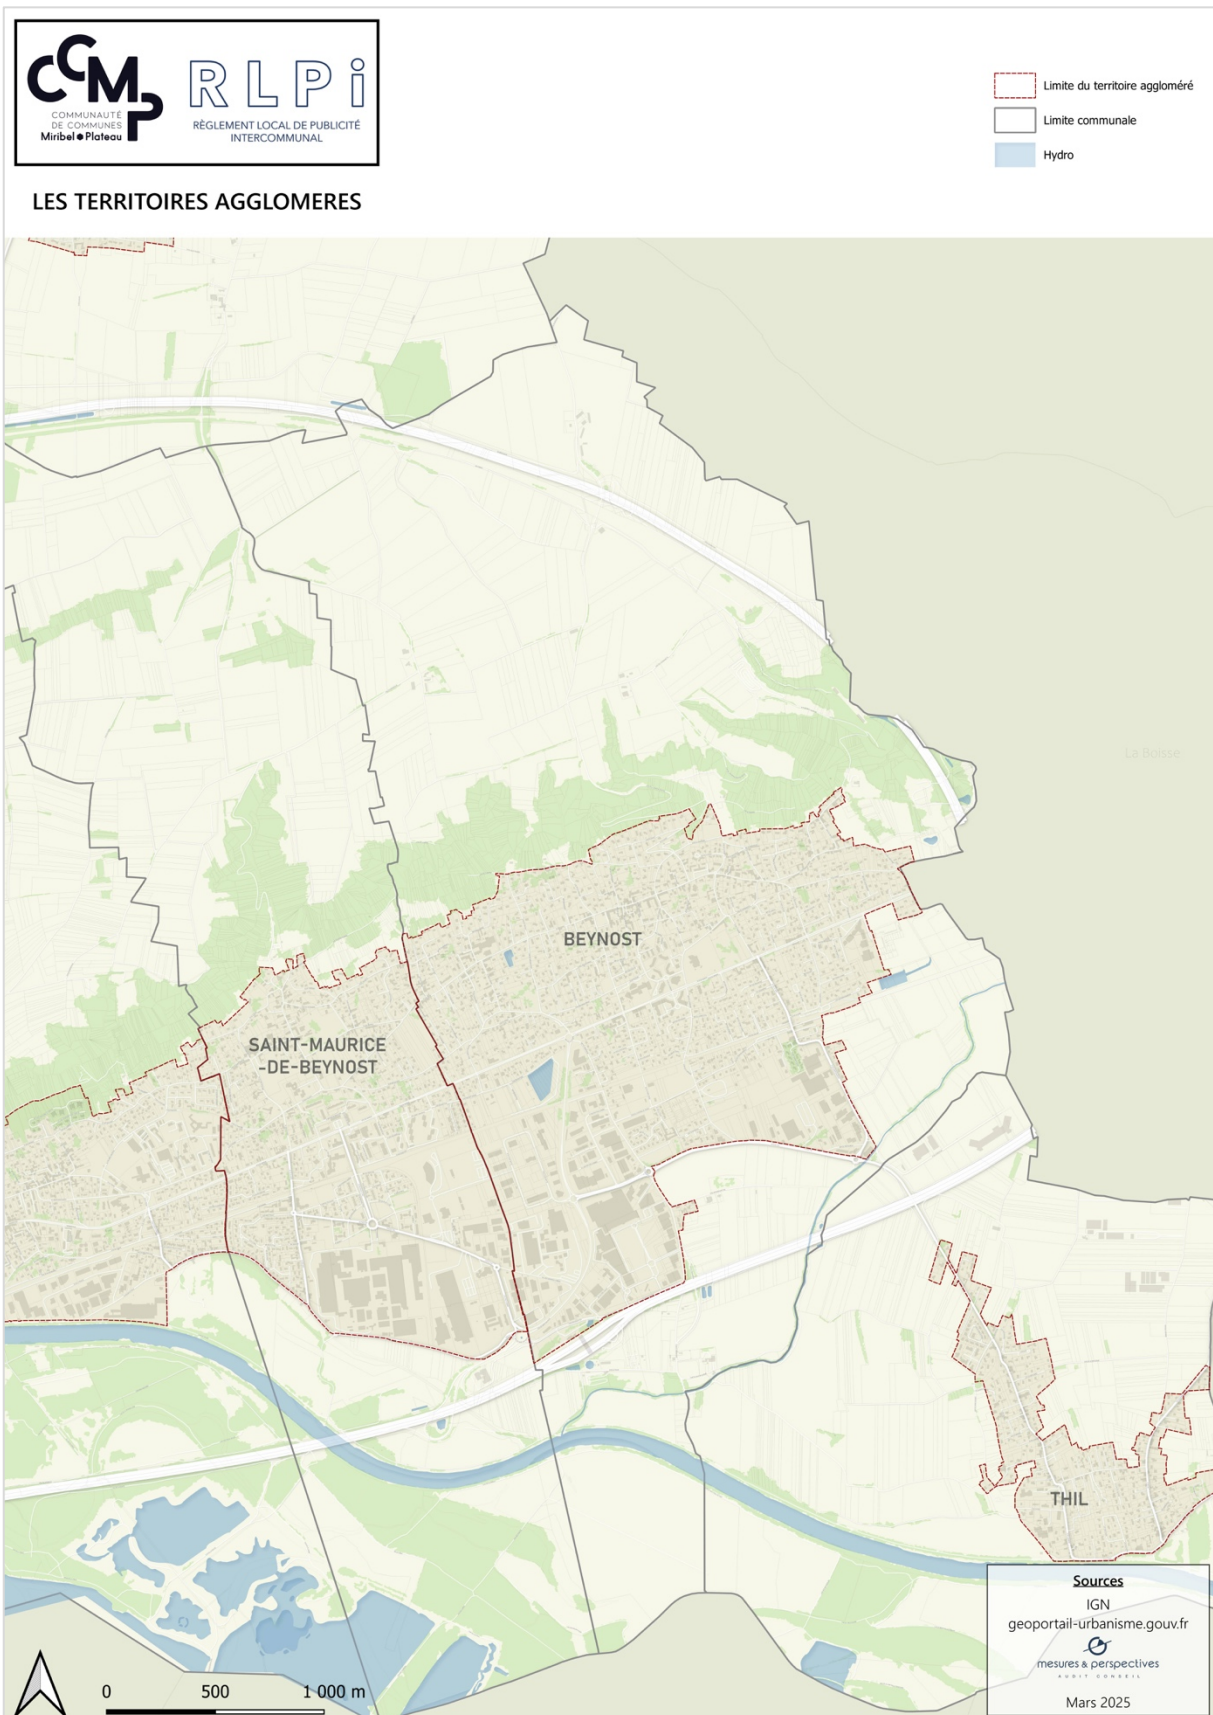 CCMP
COMMUNAUTÉ
DE COMMUNES
Miribel Plateau
RLPi
RÈGLEMENT LOCAL DE PUBLICITÉ
INTERCOMMUNAL
Limite du territoire aggloméré
Limite communale
Hydro
LES TERRITOIRES AGGLOMERES
La Boisse
BEYNOST
SAINT-MAURICE
-DE-BEYNOST
THIL
Sources
IGN
geoportail-urbanisme.gouv.fr
mesures & perspectives
AUDIT CONSEIL
Mars 2025
0 500 1 000 m